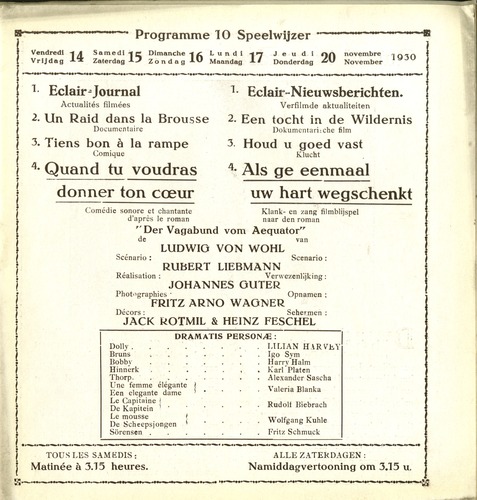 Programme 10 Speelwijzer
Vendredi Vrijdag 14 Samedi Zaterdag 15 Dimanche Zondag 16 Lundi Maandag 17 Jeudi Donderdag 20 novembre November 1930
1. Eclair-Journal
Actualités filmées
2. Un Raid dans la Brousse
Documentaire
3. Tiens bon à la rampe
Comique
4. Quand tu voudras
donner ton cœur
Comédie sonore et chantante
d'après le roman
1. Eclair-Nieuwsberichten.
Verfilmde aktualiteiten
2. Een tocht in de Wildernis
Dokumentarische film
3. Houd u goed vast
Klucht
4. Als ge eenmaal
uw hart wegschenkt
Klank- en zang filmblijspel
naar den roman
"Der Vagabund vom Aequator"
de van
LUDWIG VON WOHL
Scénario : Scenario :
RUBERT LIEBMANN
Réalisation : Verwezenlijking :
JOHANNES GUTER
Photographies : Opnamen :
FRITZ ARNO WAGNER
Décors : Schermen :
JACK ROTMIL & HEINZ FESCHEL
DRAMATIS PERSONÆ :
Dolly . . . . . . . LILIAN HARVEY
Bruns . . . . . . . Igo Sym
Bobby . . . . . . . Harry Halm
Hinnerk . . . . . . . Karl Platen
Thorp. . . . . . . . Alexander Sascha
Une femme élégante
Een elegante dame . . . . Valeria Blanka
Le Capitaine
De Kapitein . . . . . Rudolf Biebrach
Le mousse
De Scheepsjongen . . . . Wolfgang Kuhle
Sörensen . . . . . . . Fritz Schmuck
TOUS LES SAMEDIS :
Matinée à 3,15 heures.
ALLE ZATERDAGEN :
Namiddagvertooning om 3,15 u.